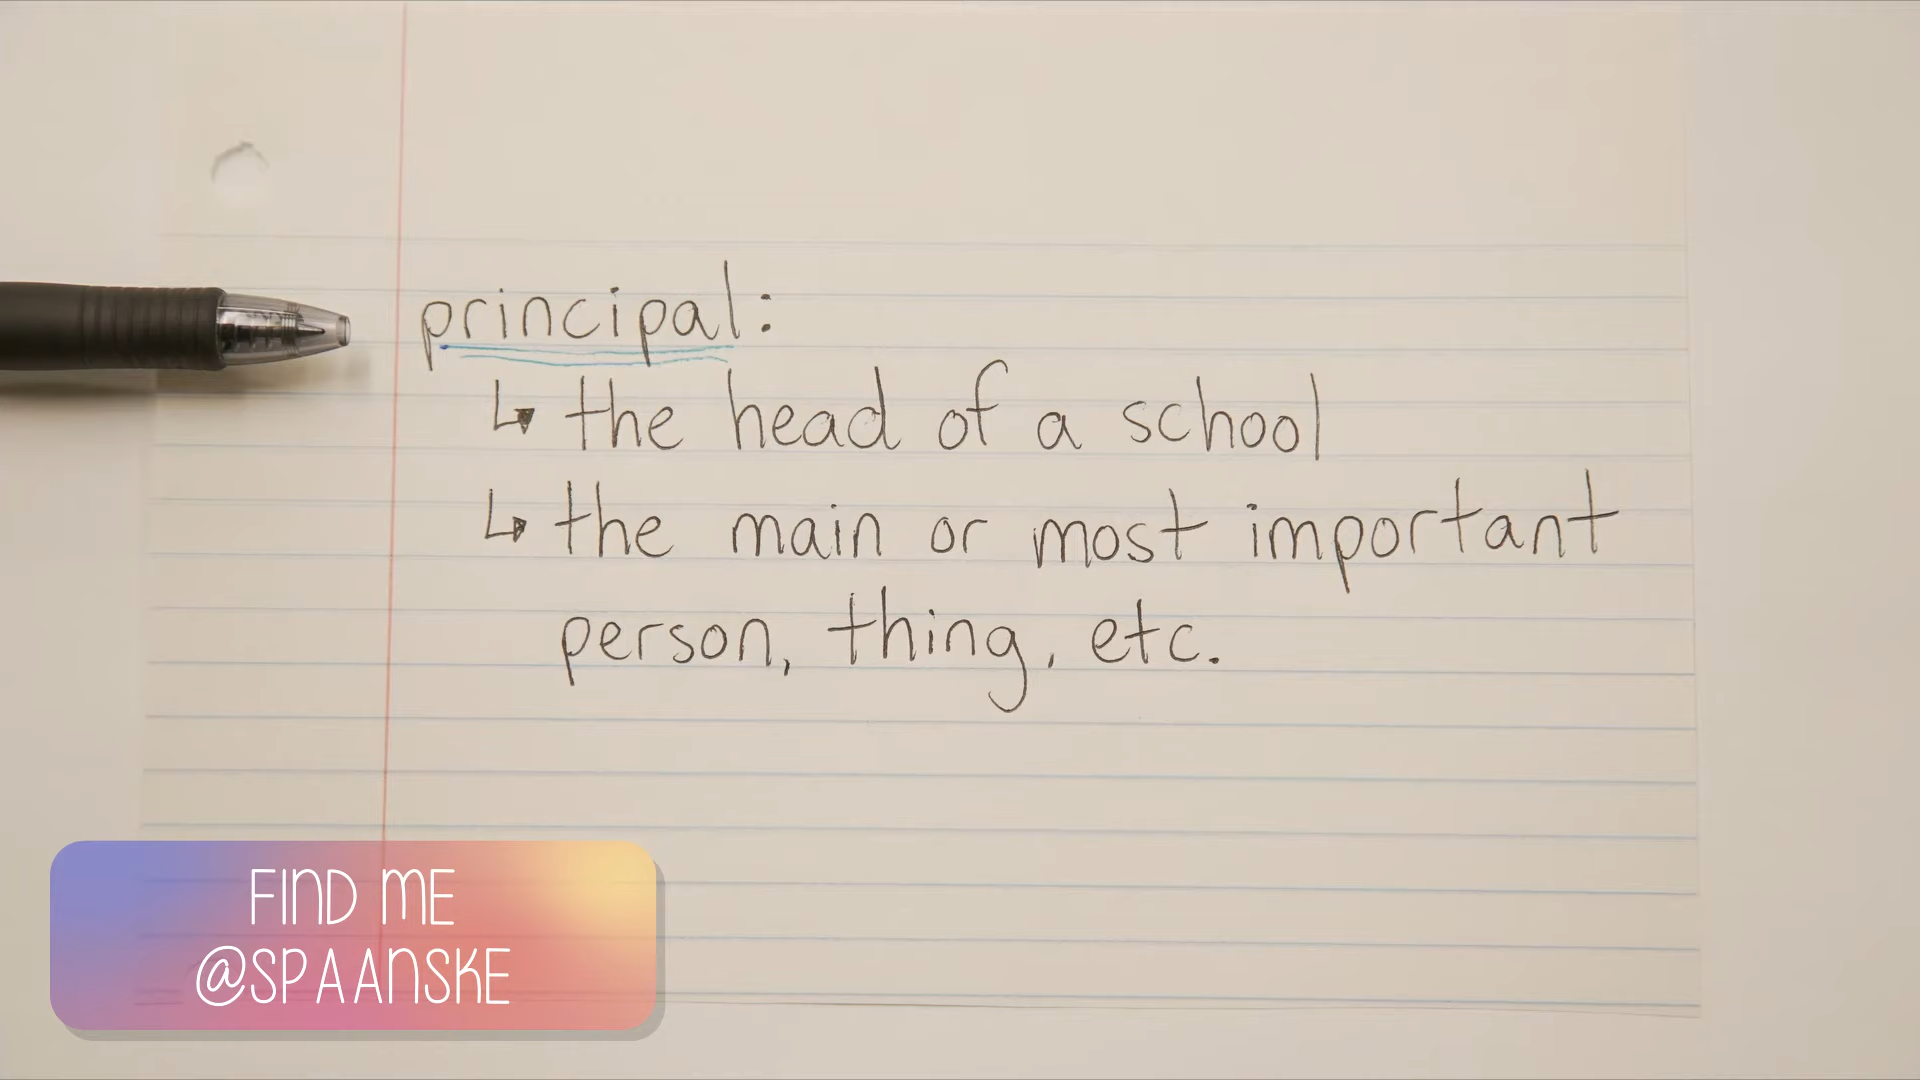 principal:
↳ the head of a school
↳ the main or most important
person, thing, etc.
FIND ME
@SPAANSKE